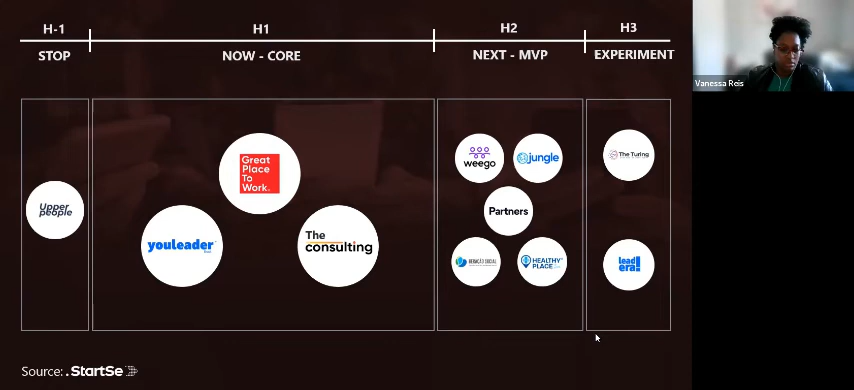 H-1
H1
H2
H3
STOP
NOW - CORE
NEXT - MVP
EXPERIMENT
Vanessa Reis
Upper
people
Great
Place
To
Work.
youleader
The
consulting
weego
jungle
Partners
HEALTHY
PLACE
The Turing
lead
era!
Source: .StartSe